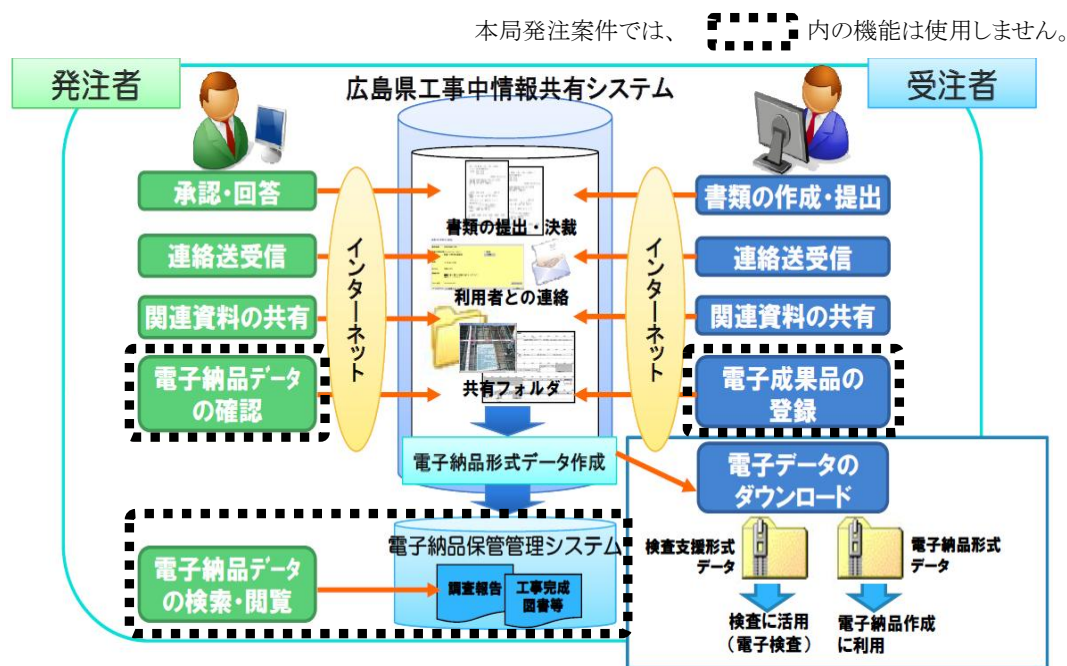 本局発注案件では、 内の機能は使用しません。
発注者
広島県工事中情報共有システム
受注者
承認・回答
書類の作成・提出
書類の提出・決裁
連絡送受信
連絡送受信
利用者との連絡
関連資料の共有
関連資料の共有
インターネット
インターネット
電子納品データ
の確認
共有フォルダ
電子成果品の
登録
電子納品形式データ作成
電子データの
ダウンロード
電子納品保管管理システム
検査支援形式
データ
電子納品形式
データ
電子納品データ
の検索・閲覧
調査報告
工事完成
図書等
検査に活用
(電子検査)
電子納品作成
に利用